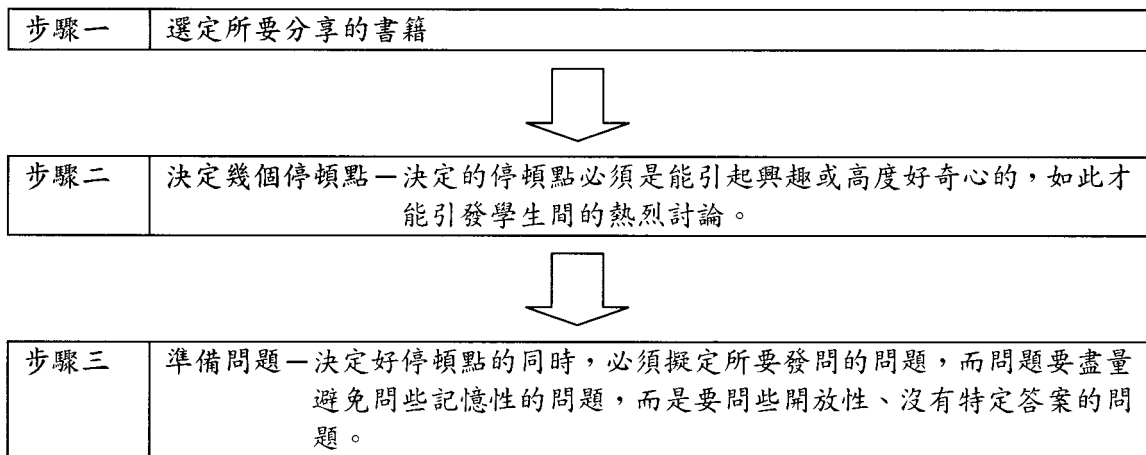 步驟一 選定所要分享的書籍
步驟二 決定幾個停頓點－決定的停頓點必須是能引起興趣或高度好奇心的，如此才
能引發學生間的熱烈討論。
步驟三 準備問題－決定好停頓點的同時，必須擬定所要發問的問題，而問題要盡量
避免問些記憶性的問題，而是要問些開放性、沒有特定答案的問
題。